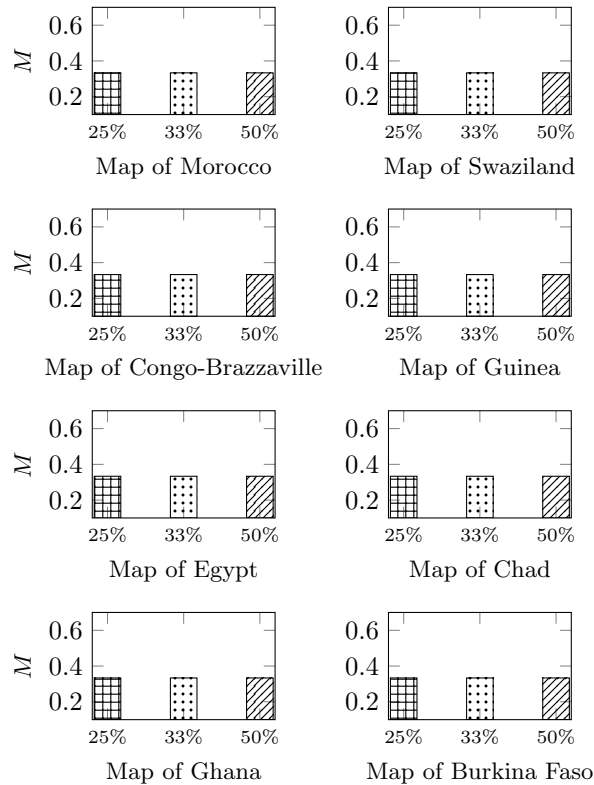 0.6 0.6
M 0.4 0.4
0.2 0.2
25% 33% 50% 25% 33% 50%
Map of Morocco Map of Swaziland
0.6 0.6
M 0.4 0.4
0.2 0.2
25% 33% 50% 25% 33% 50%
Map of Congo-Brazzaville Map of Guinea
0.6 0.6
M 0.4 0.4
0.2 0.2
25% 33% 50% 25% 33% 50%
Map of Egypt Map of Chad
0.6 0.6
M 0.4 0.4
0.2 0.2
25% 33% 50% 25% 33% 50%
Map of Ghana Map of Burkina Faso